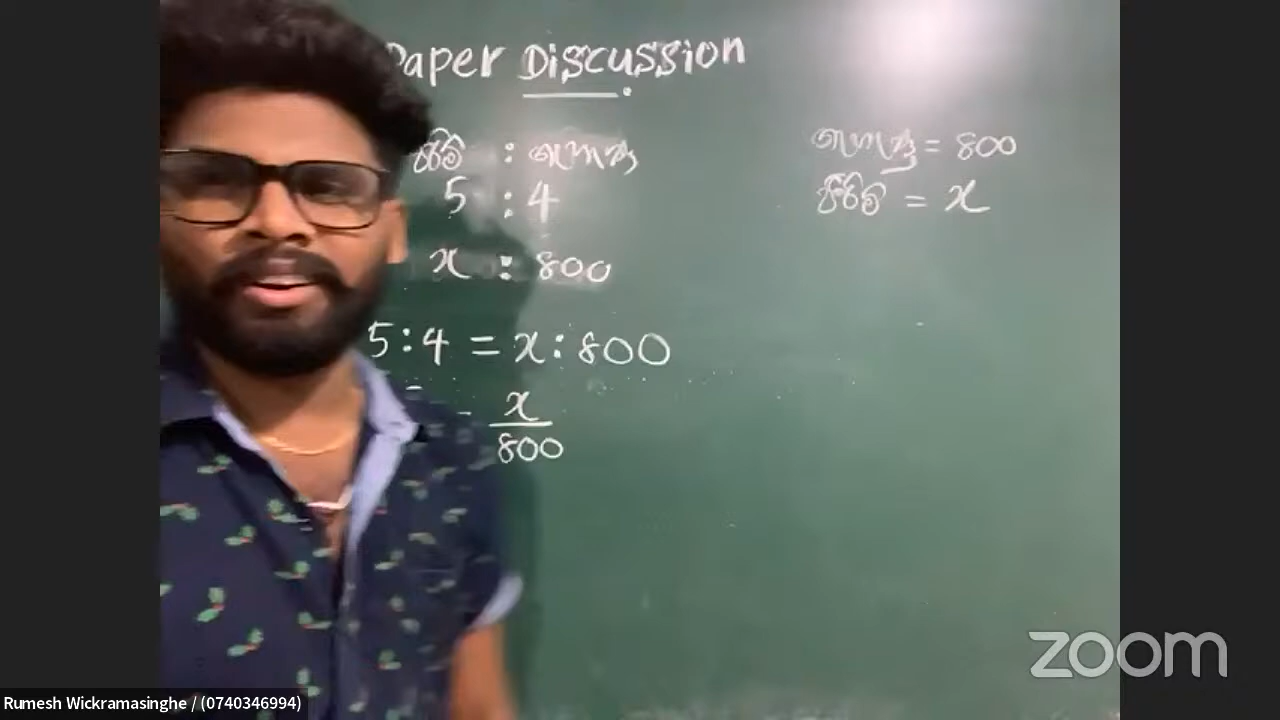 Paper Discussion
:
5 : 4
x : 800
5 : 4 = x : 800
x
800
= 800
= x
zoom
Rumesh Wickramasinghe / (0740346994)